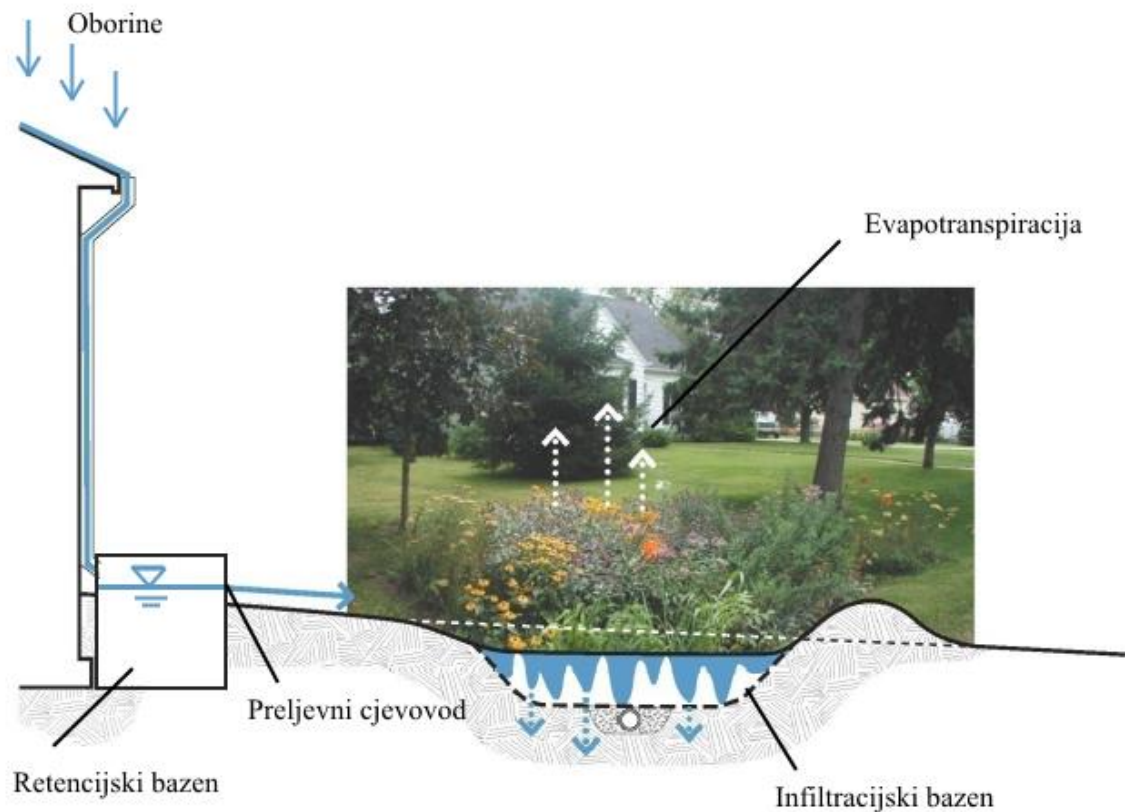 Oborine
Evapotranspiracija
Preljevni cjevovod
Retencijski bazen
Infiltracijski bazen